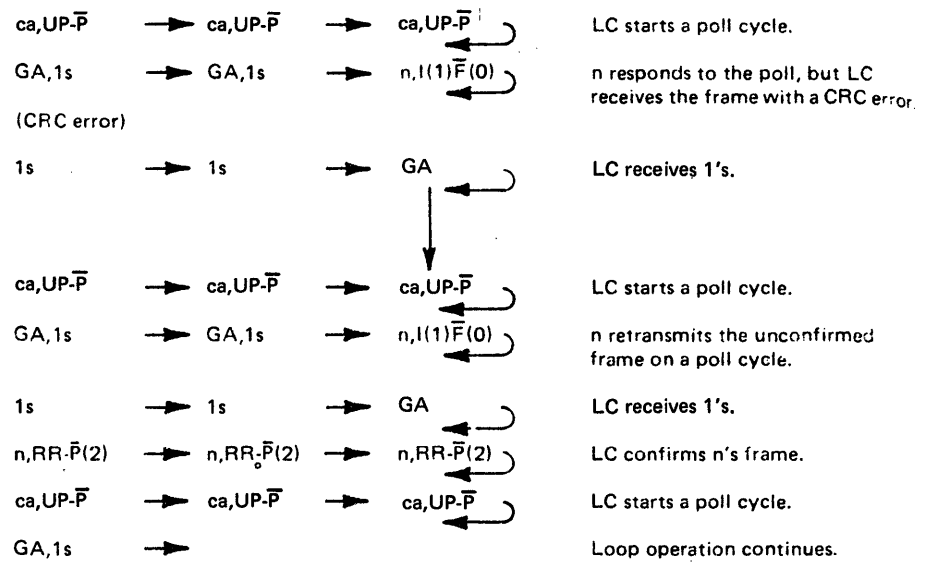 ca,UP-P̅ ca,UP-P̅ ca,UP-P̅ LC starts a poll cycle.
GA,1s GA,1s n,I(1)F̅(0) n responds to the poll, but LC
receives the frame with a CRC error.
(CRC error)
1s 1s GA LC receives 1's.
ca,UP-P̅ ca,UP-P̅ ca,UP-P̅ LC starts a poll cycle.
GA,1s GA,1s n,I(1)F̅(0) n retransmits the unconfirmed
frame on a poll cycle.
1s 1s GA LC receives 1's.
n,RR-P̅(2) n,RR-P̅(2) n,RR-P̅(2) LC confirms n's frame.
ca,UP-P̅ ca,UP-P̅ ca,UP-P̅ LC starts a poll cycle.
GA,1s Loop operation continues.